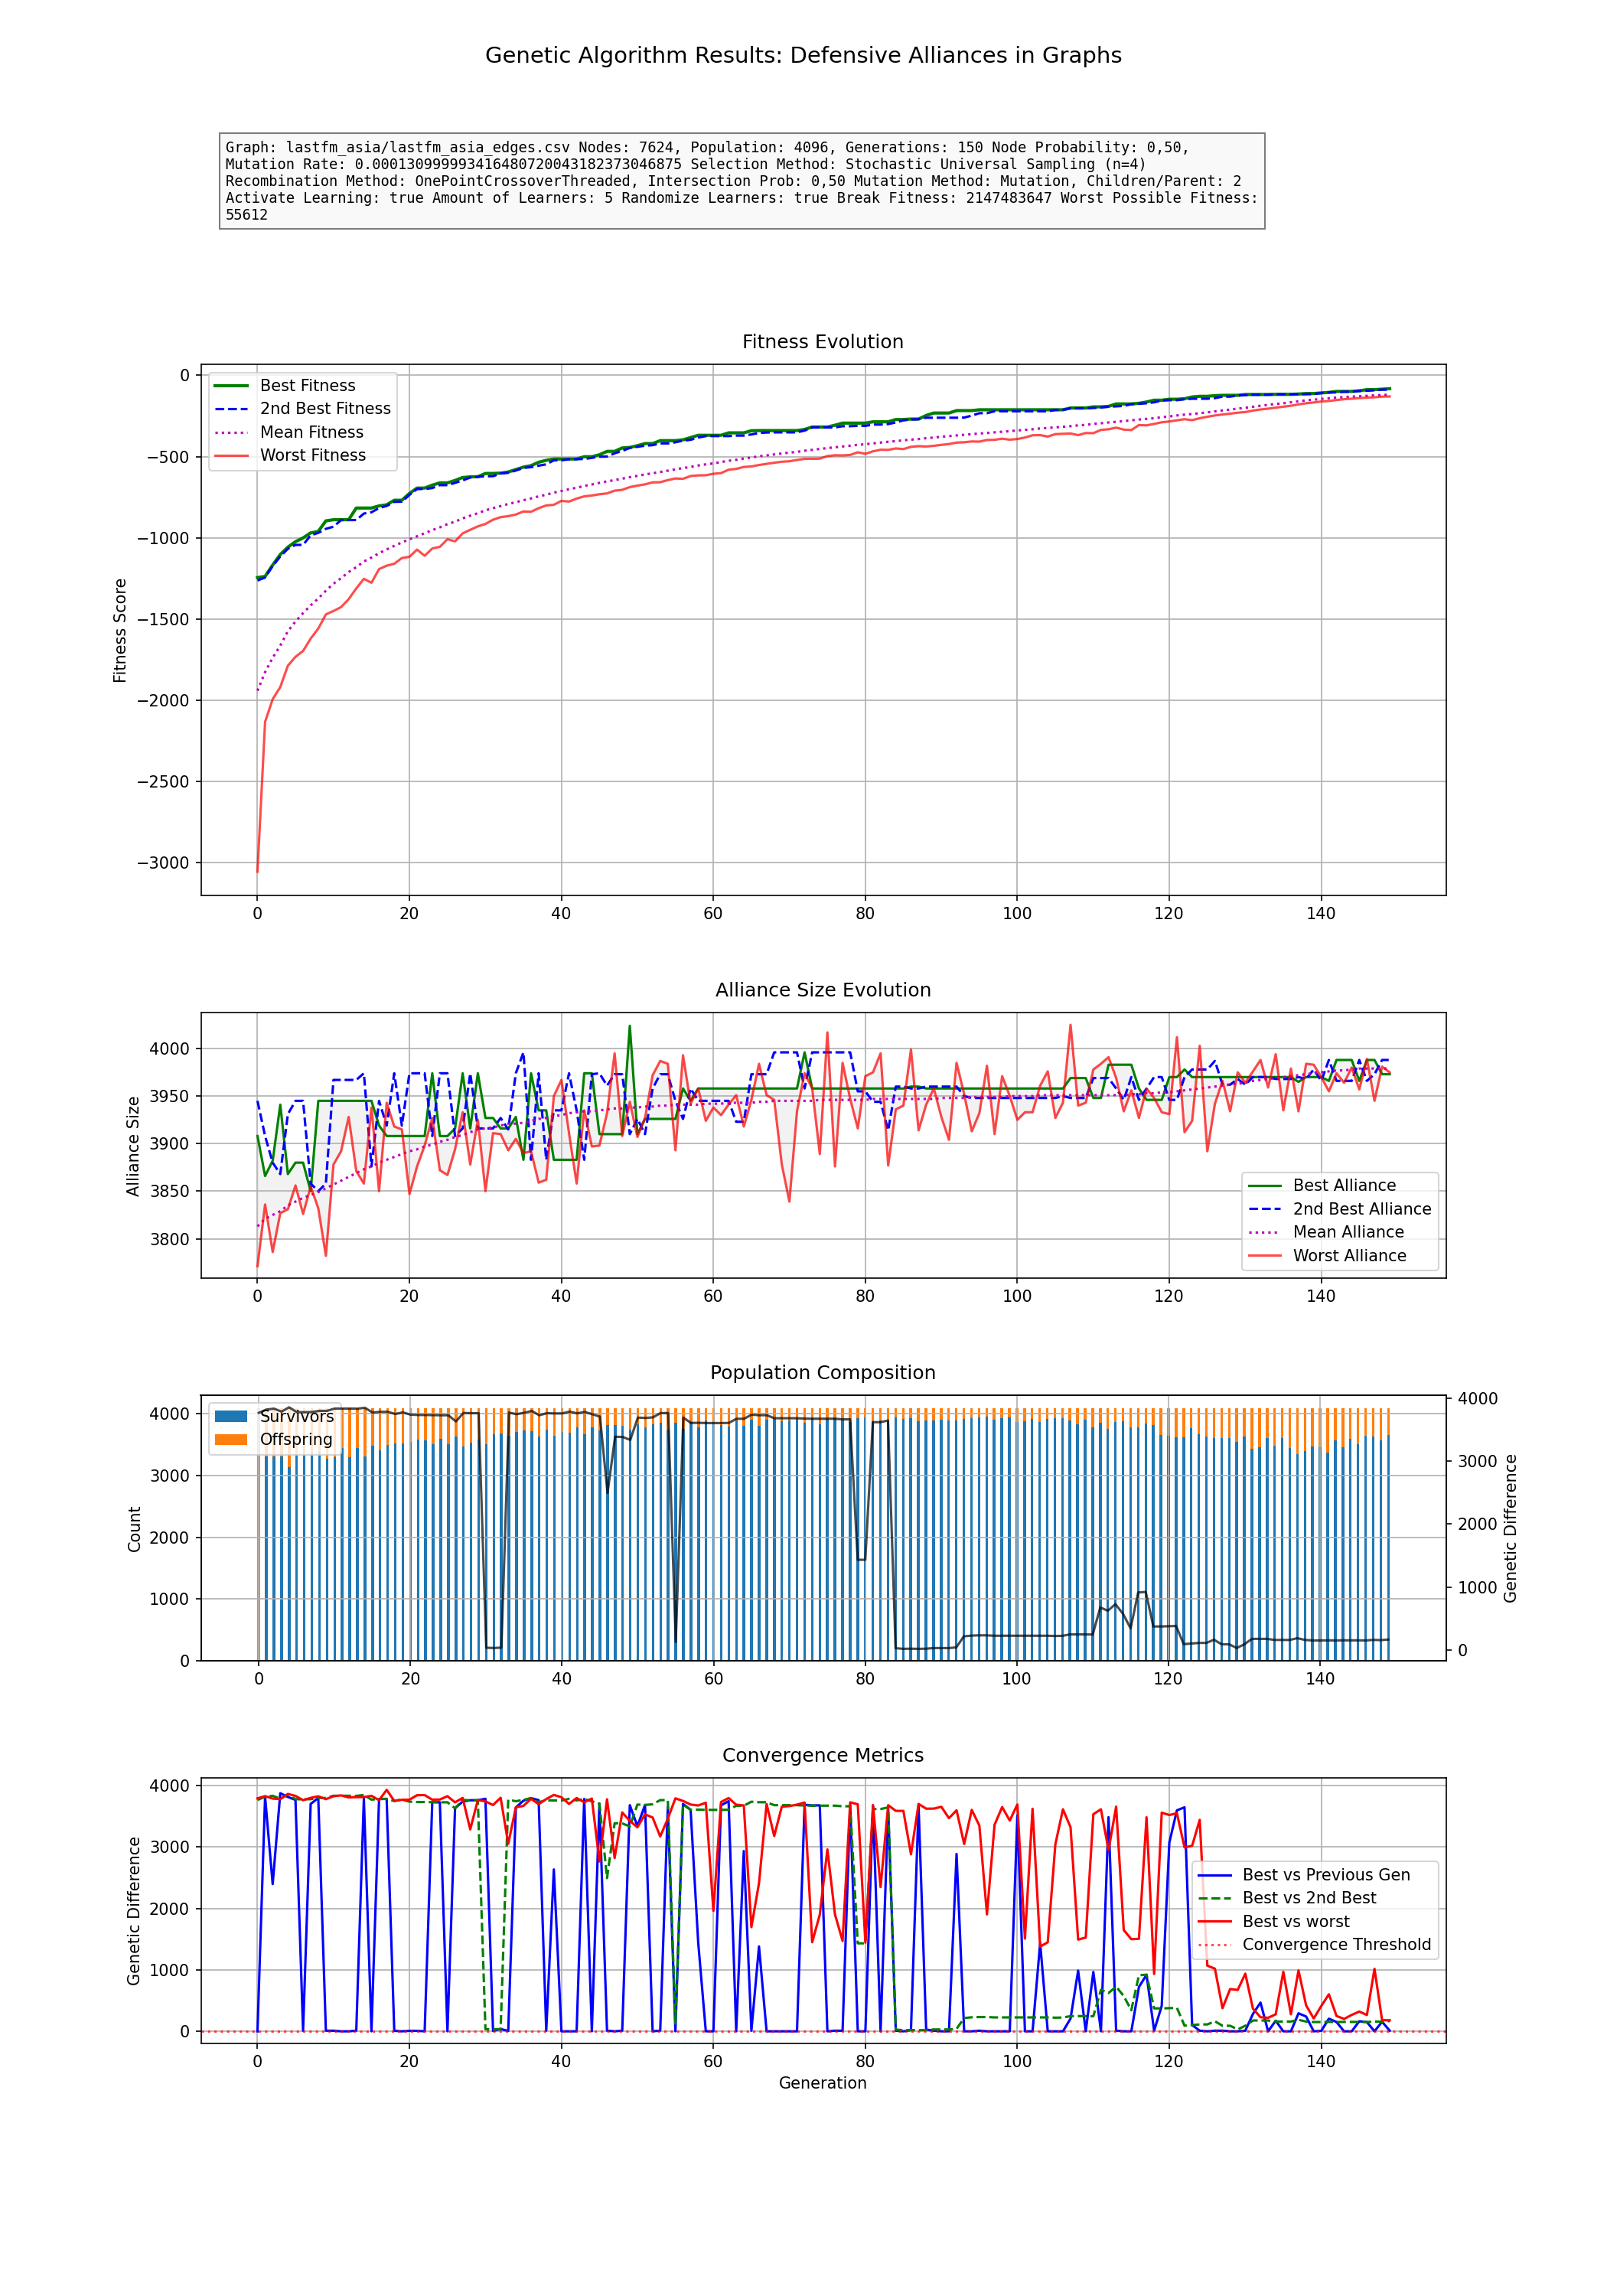 Genetic Algorithm Results: Defensive Alliances in Graphs
Graph: lastfm_asia/lastfm_asia_edges.csv Nodes: 7624, Population: 4096, Generations: 150 Node Probability: 0,50,
Mutation Rate: 0.00013099999341648072004318237304687​5 Selection Method: Stochastic Universal Sampling (n=4)
Recombination Method: OnePointCrossoverThreaded, Intersection Prob: 0,50 Mutation Method: Mutation, Children/Parent: 2
Activate Learning: true Amount of Learners: 5 Randomize Learners: true Break Fitness: 2147483647 Worst Possible Fitness:
55612
Fitness Evolution
Fitness Score
0
−500
−1000
−1500
−2000
−2500
−3000
Best Fitness
2nd Best Fitness
Mean Fitness
Worst Fitness
0 20 40 60 80 100 120 140
Alliance Size Evolution
Alliance Size
4000
3950
3900
3850
3800
Best Alliance
2nd Best Alliance
Mean Alliance
Worst Alliance
0 20 40 60 80 100 120 140
Population Composition
Count
4000
3000
2000
1000
0
Survivors
Offspring
4000
3000
2000
1000
0
Genetic Difference
0 20 40 60 80 100 120 140
Convergence Metrics
Genetic Difference
4000
3000
2000
1000
0
Best vs Previous Gen
Best vs 2nd Best
Best vs worst
Convergence Threshold
0 20 40 60 80 100 120 140
Generation